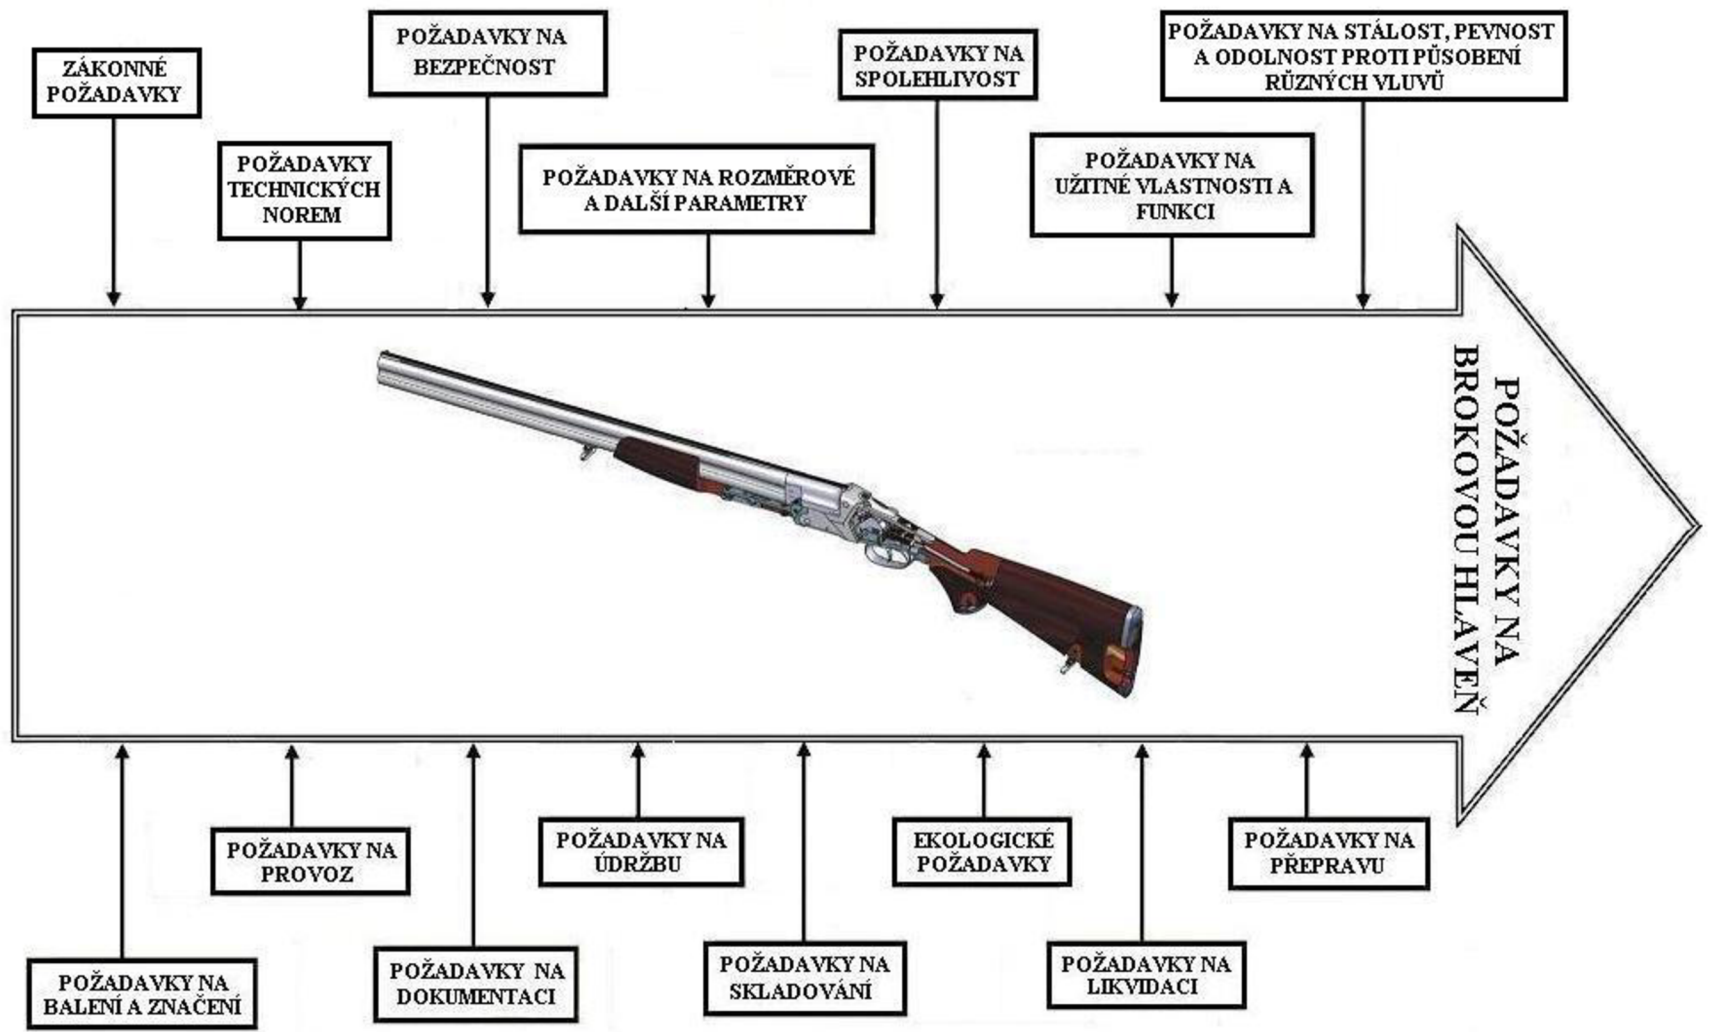 ZÁKONNÉ
POŽADAVKY
POŽADAVKY
TECHNICKÝCH
NOREM
POŽADAVKY NA
BEZPEČNOST
POŽADAVKY NA ROZMĚROVÉ
A DALŠÍ PARAMETRY
POŽADAVKY NA
SPOLEHLIVOST
POŽADAVKY NA
UŽITNÉ VLASTNOSTI A
FUNKCI
POŽADAVKY NA STÁLOST, PEVNOST
A ODOLNOST PROTI PŮSOBENÍ
RŮZNÝCH VLUVŮ
POŽADAVKY NA
BROKOVOU HLAVEŇ
POŽADAVKY NA
BALENÍ A ZNAČENÍ
POŽADAVKY NA
PROVOZ
POŽADAVKY NA
DOKUMENTACI
POŽADAVKY NA
ÚDRŽBU
POŽADAVKY NA
SKLADOVÁNÍ
EKOLOGICKÉ
POŽADAVKY
POŽADAVKY NA
LIKVIDACI
POŽADAVKY NA
PŘEPRAVU